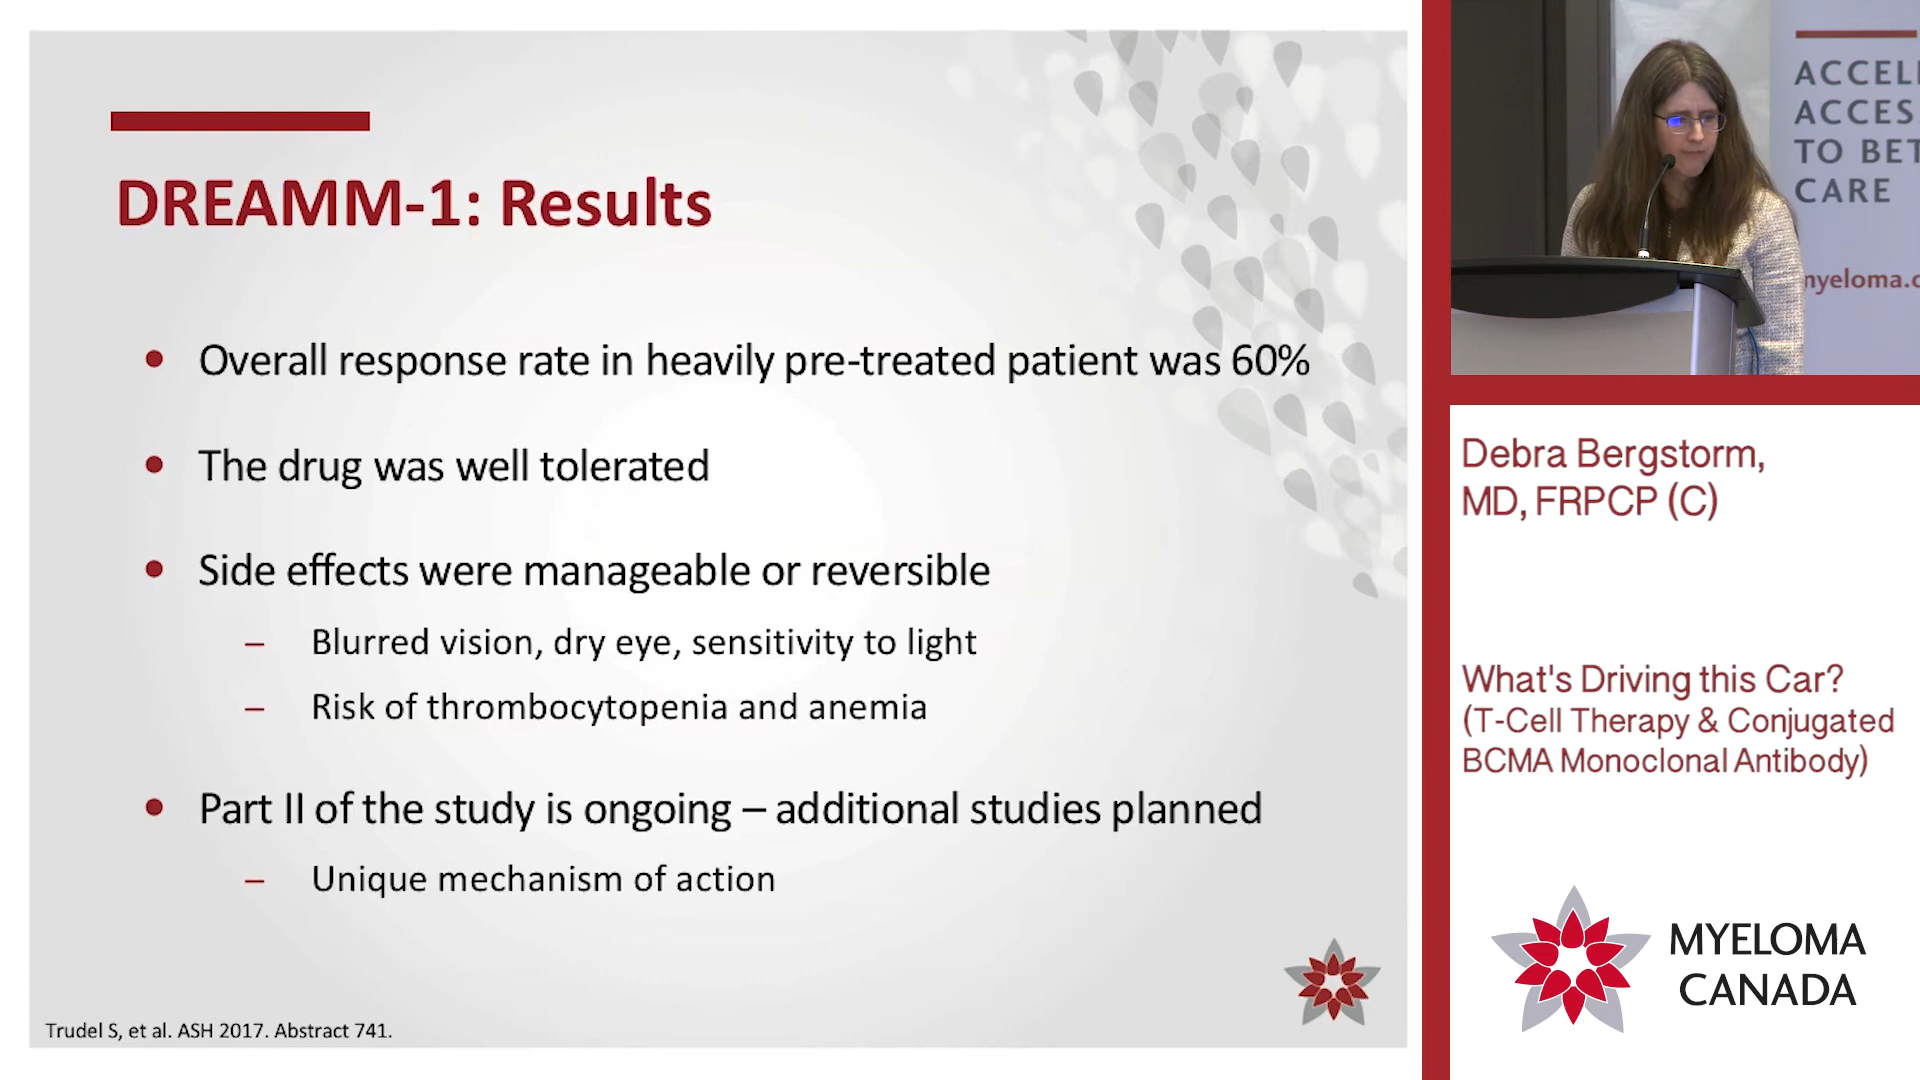 DREAMM-1: Results
• Overall response rate in heavily pre-treated patient was 60%
• The drug was well tolerated
• Side effects were manageable or reversible
– Blurred vision, dry eye, sensitivity to light
– Risk of thrombocytopenia and anemia
• Part II of the study is ongoing – additional studies planned
– Unique mechanism of action
Trudel S, et al. ASH 2017. Abstract 741.
ACCEL
ACCES
TO BET
CARE
myeloma.c
Debra Bergstorm,
MD, FRPCP (C)
What's Driving this Car?
(T-Cell Therapy & Conjugated
BCMA Monoclonal Antibody)
MYELOMA
CANADA